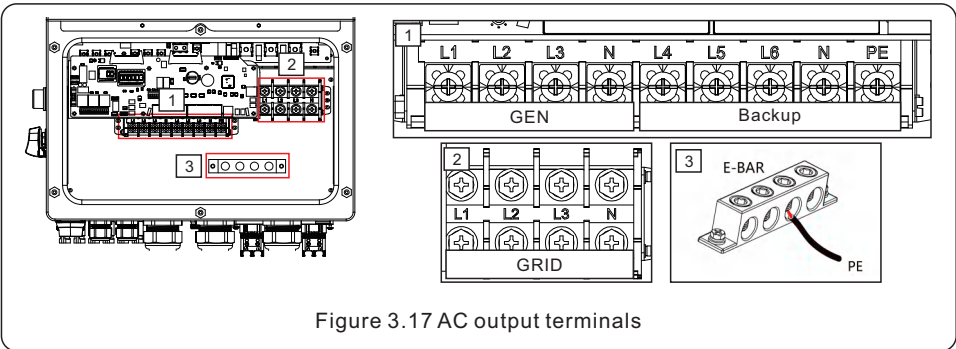 1
2
3
1
L1 L2 L3 N L4 L5 L6 N PE
GEN Backup
2
L1 L2 L3 N
GRID
3
E-BAR
PE
Figure 3.17 AC output terminals